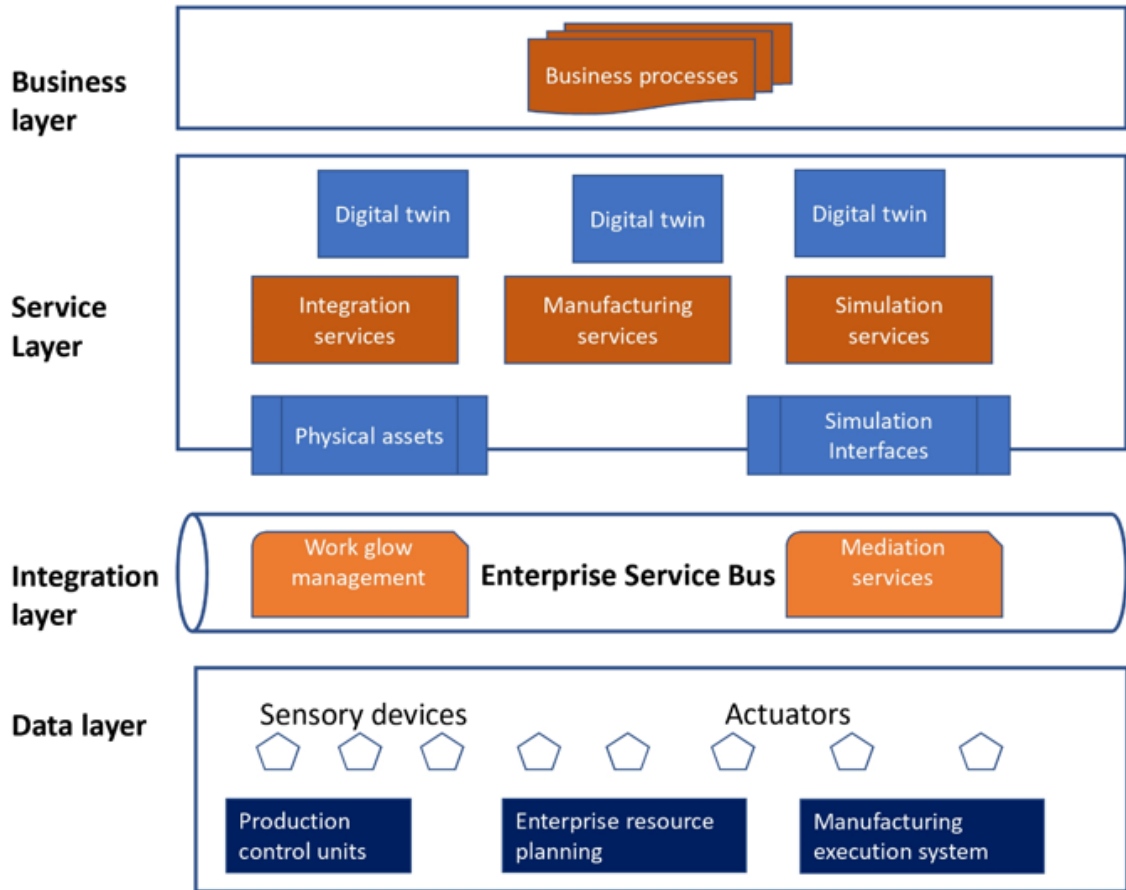 Business
layer
Business processes
Service
Layer
Digital twin
Digital twin
Digital twin
Integration
services
Manufacturing
services
Simulation
services
Physical assets
Simulation
Interfaces
Integration
layer
Work glow
management
Enterprise Service Bus
Mediation
services
Data layer
Sensory devices
Actuators
Production
control units
Enterprise resource
planning
Manufacturing
execution system